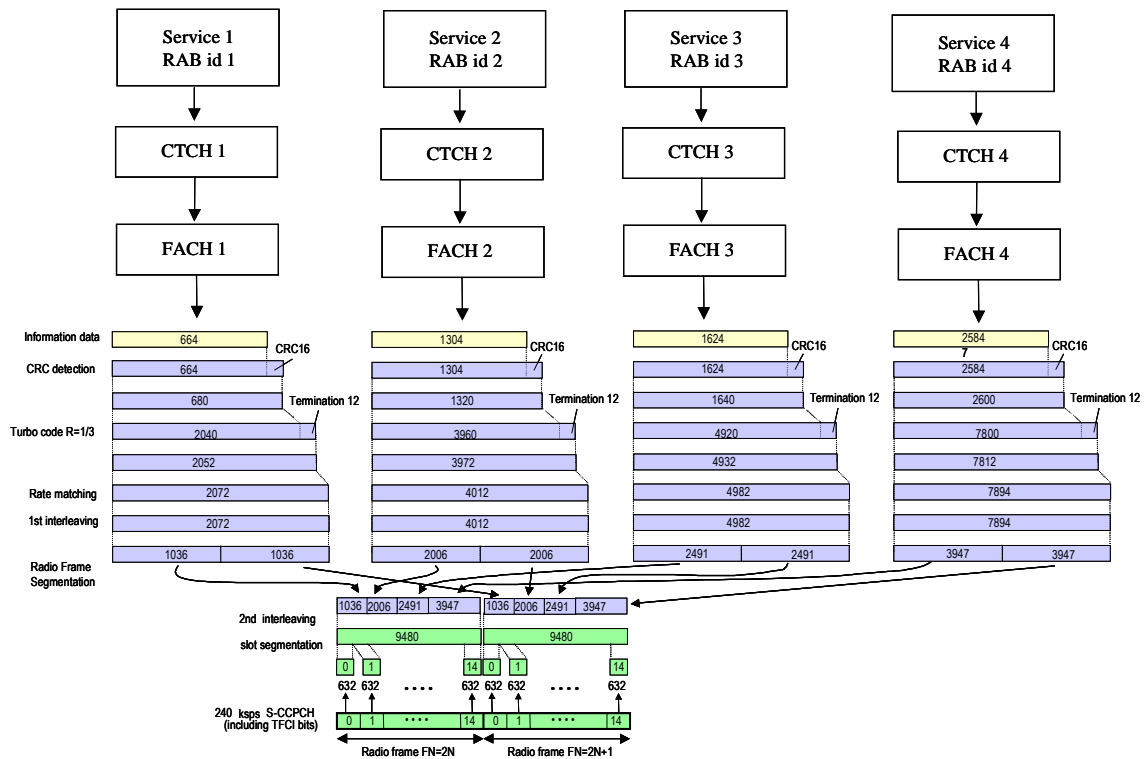 Service 1
RAB id 1
Service 2
RAB id 2
Service 3
RAB id 3
Service 4
RAB id 4
CTCH 1
CTCH 2
CTCH 3
CTCH 4
FACH 1
FACH 2
FACH 3
FACH 4
Information data
664
1304
1624
2584
7
CRC16
CRC16
CRC16
CRC16
CRC detection
664
1304
1624
2584
680
1320
1640
2600
Termination 12
Termination 12
Termination 12
Termination 12
Turbo code R=1/3
2040
3960
4920
7800
2052
3972
4932
7812
Rate matching
2072
4012
4982
7894
1st interleaving
2072
4012
4982
7894
Radio Frame
Segmentation
1036 1036
2006 2006
2491 2491
3947 3947
2nd interleaving
1036 2006 2491 3947 1036 2006 2491 3947
slot segmentation
9480 9480
0 1 14 0 1 14
632 632 .... 632 632 632 .... 632
240 ksps S-CCPCH
(including TFCI bits)
0 1 .... 14 0 1 .... 14
Radio frame FN=2N
Radio frame FN=2N+1